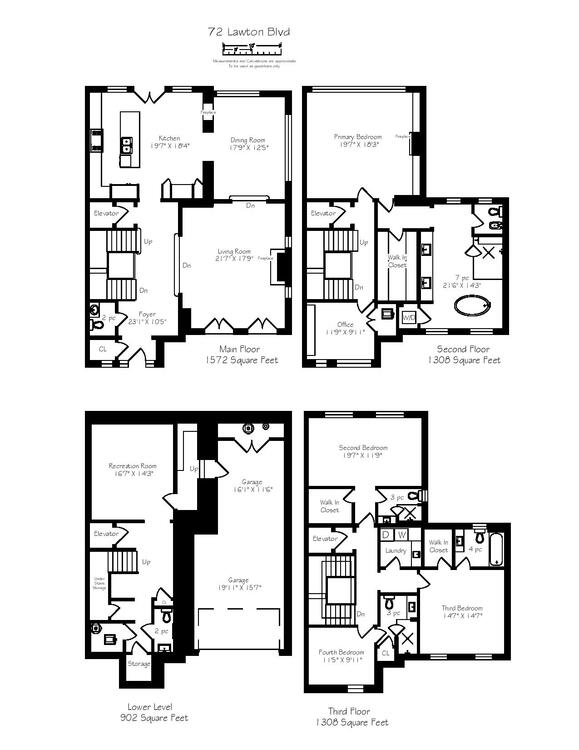 72 Lawton Blvd
Measurements and Calculations are approximate
To be used as guidelines only
Kitchen
19'7" X 18'4"
Fireplace
Dining Room
17'9" X 12'5"
Elevator
Up
Dn
Dn
Living Room
21'7" X 17'9"
Fireplace
Dn
2 pc
Foyer
23'1" X 10'5"
CL
Main Floor
1572 Square Feet
Primary Bedroom
19'7" X 18'3"
Fireplace
Elevator
Up
Walk In
Closet
Dn
7 pc
21'6" X 14'3"
Office
11'9" X 9'11"
W/D
Second Floor
1308 Square Feet
Recreation Room
16'7" X 14'3"
Up
Garage
16'1" X 11'6"
Elevator
Up
Under
Stairs
Storage
Garage
19'11" X 15'7"
2 pc
Storage
Lower Level
902 Square Feet
Second Bedroom
19'7" X 11'9"
Walk In
Closet
3 pc
Elevator
D
W
Laundry
Walk In
Closet
4 pc
Dn
3 pc
Third Bedroom
14'7" X 14'7"
Fourth Bedroom
11'5" X 9'11"
CL
Third Floor
1308 Square Feet